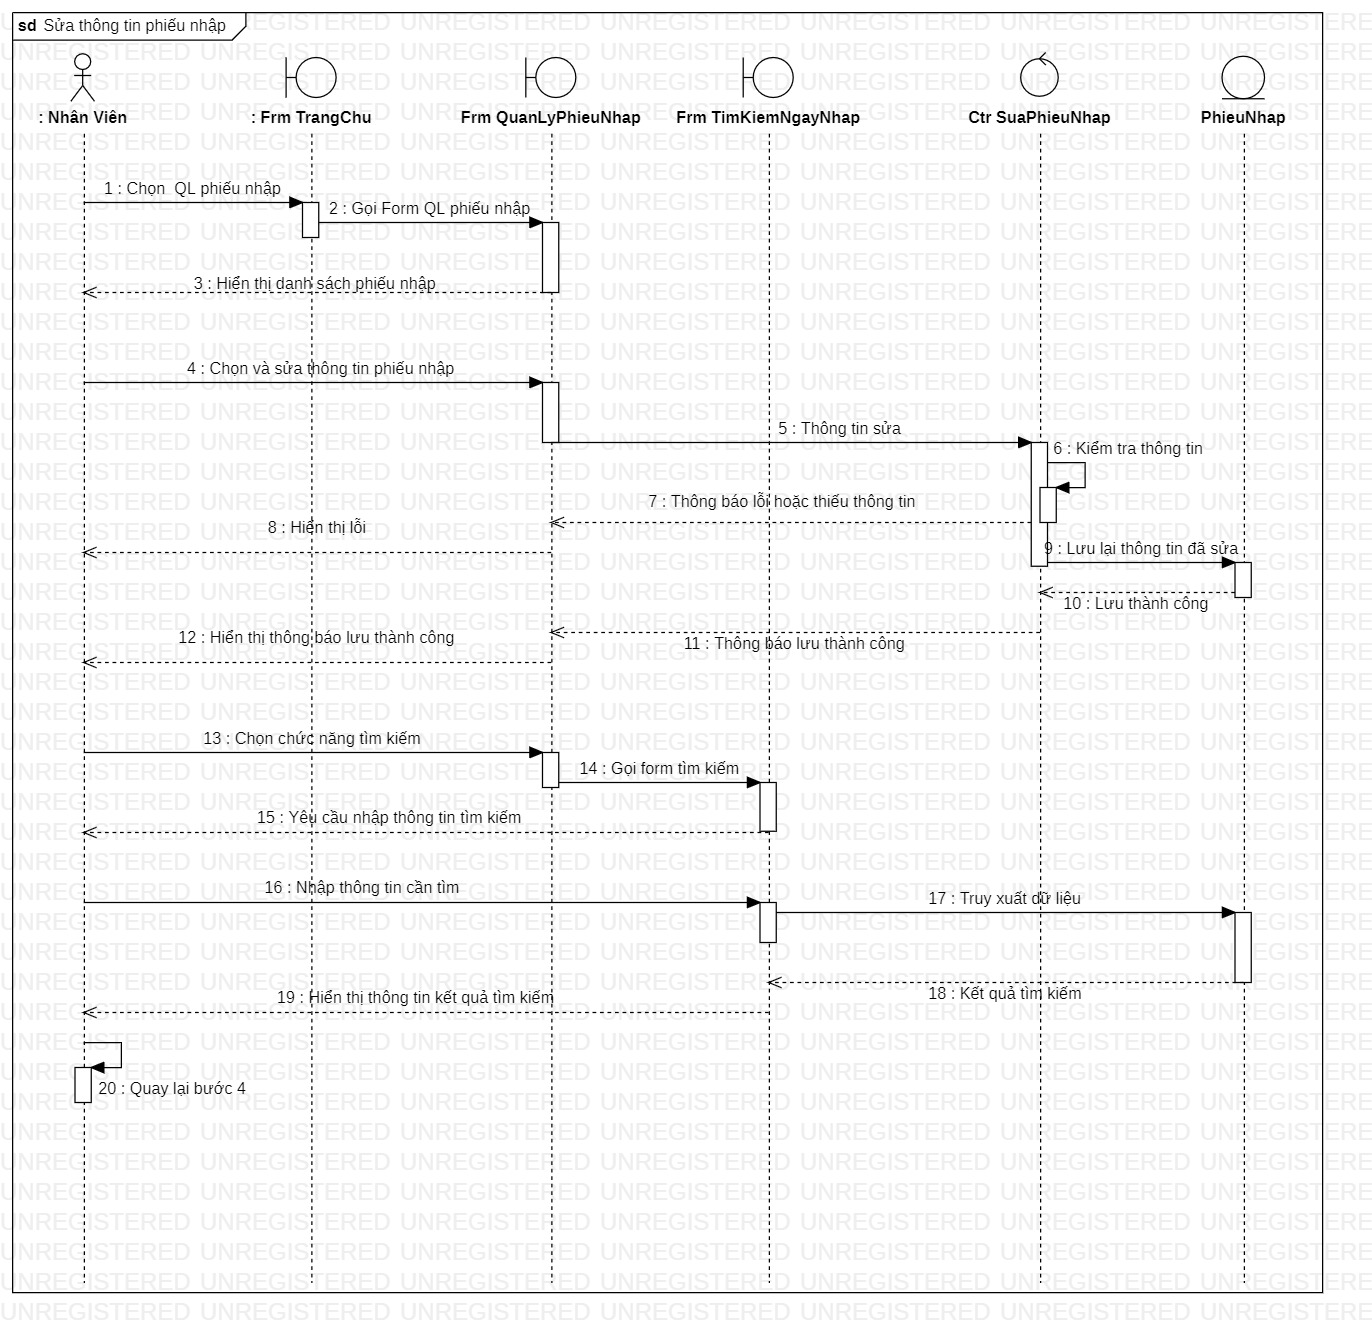 sd Sửa thông tin phiếu nhập
: Nhân Viên
: Frm TrangChu
Frm QuanLyPhieuNhap
Frm TimKiemNgayNhap
Ctr SuaPhieuNhap
PhieuNhap
1 : Chọn  QL phiếu nhập
2 : Gọi Form QL phiếu nhập
3 : Hiển thị danh sách phiếu nhập
4 : Chọn và sửa thông tin phiếu nhập
5 : Thông tin sửa
6 : Kiểm tra thông tin
7 : Thông báo lỗi hoặc thiếu thông tin
8 : Hiển thị lỗi
9 : Lưu lại thông tin đã sửa
10 : Lưu thành công
11 : Thông báo lưu thành công
12 : Hiển thị thông báo lưu thành công
13 : Chọn chức năng tìm kiếm
14 : Gọi form tìm kiếm
15 : Yêu cầu nhập thông tin tìm kiếm
16 : Nhập thông tin cần tìm
17 : Truy xuất dữ liệu
18 : Kết quả tìm kiếm
19 : Hiển thị thông tin kết quả tìm kiếm
20 : Quay lại bước 4
UNREGISTERED